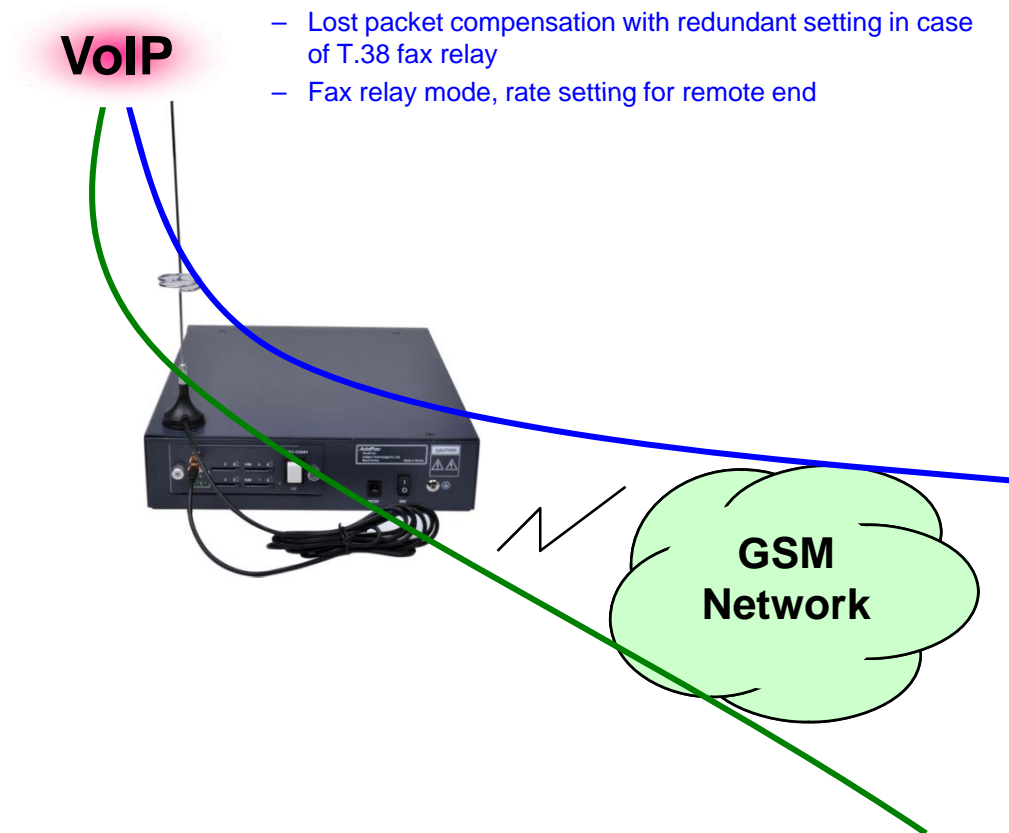 VoIP
– Lost packet compensation with redundant setting in case
of T.38 fax relay
– Fax relay mode, rate setting for remote end
AddPac
CAUTION
GSM
Network